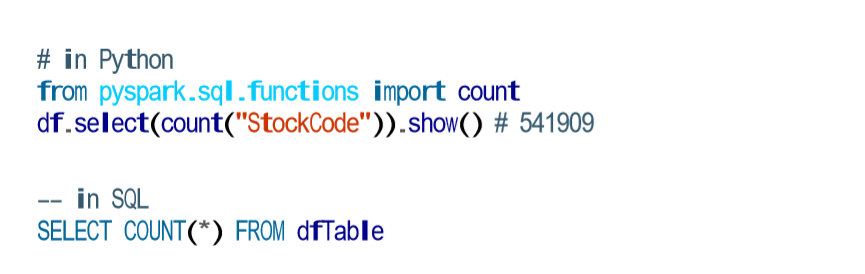 # in Python
from pyspark.sql.functions import count
df.select(count("StockCode")).show() # 541909
-- in SQL
SELECT COUNT(*) FROM dfTable